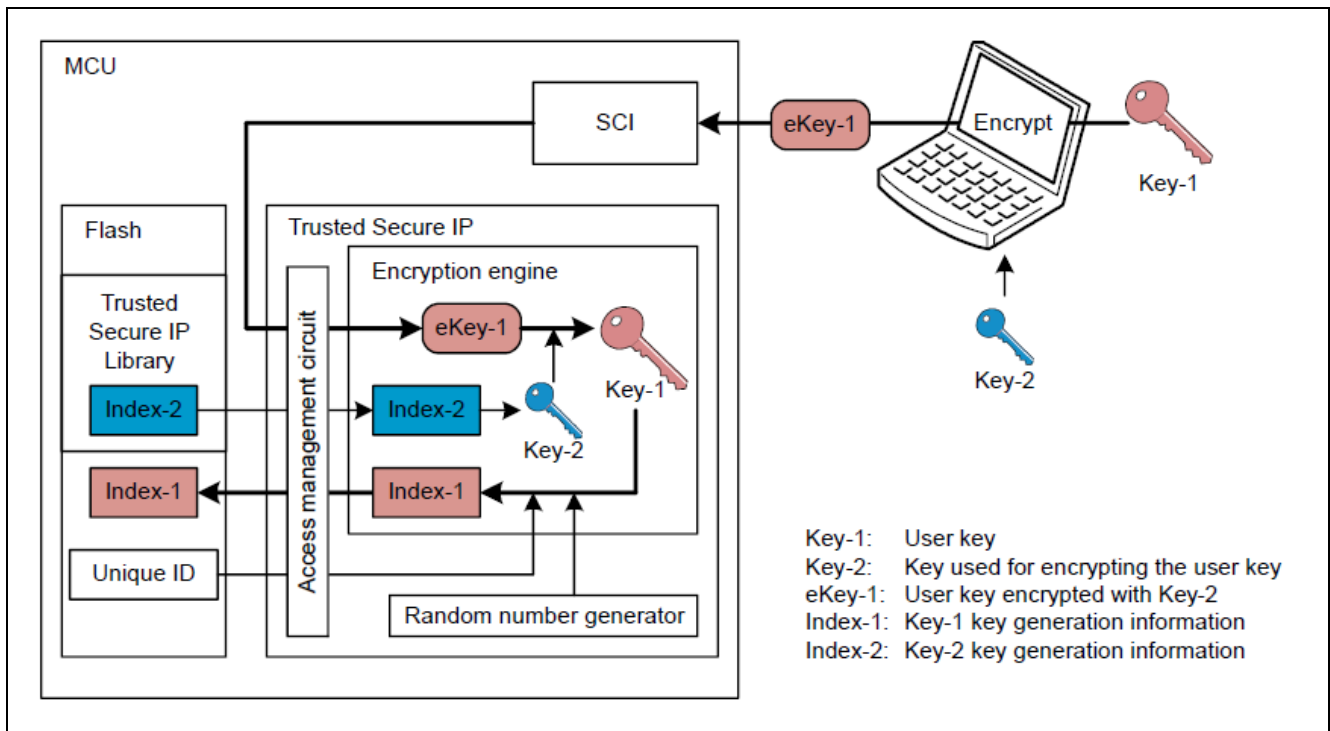 MCU
SCI
eKey-1
Encrypt
Key-1
Flash
Trusted Secure IP
Trusted
Secure IP
Library
Access management circuit
Encryption engine
eKey-1
Key-1
Key-2
Index-2
Index-2
Key-2
Index-1
Index-1
Unique ID
Random number generator
Key-1: User key
Key-2: Key used for encrypting the user key
eKey-1: User key encrypted with Key-2
Index-1: Key-1 key generation information
Index-2: Key-2 key generation information